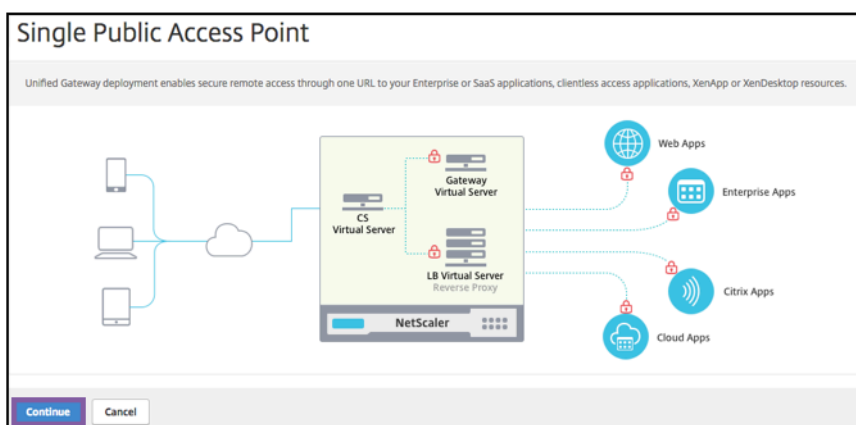 Single Public Access Point
Unified Gateway deployment enables secure remote access through one URL to your Enterprise or SaaS applications, clientless access applications, XenApp or XenDesktop resources.
Web Apps
Gateway
Virtual Server
Enterprise Apps
CS
Virtual Server
LB Virtual Server
Reverse Proxy
Citrix Apps
NetScaler
Cloud Apps
Continue
Cancel